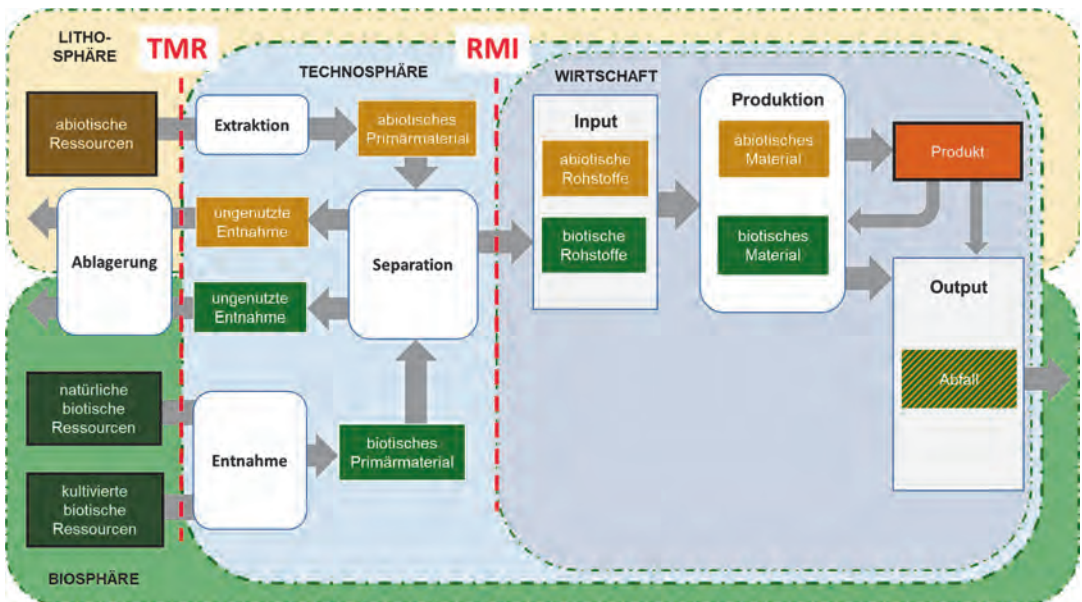 LITHO-
SPHÄRE
TMR
RMI
TECHNOSPHÄRE
WIRTSCHAFT
abiotische
Ressourcen
Extraktion
abiotisches
Primärmaterial
Input
abiotische
Rohstoffe
biotische
Rohstoffe
Produktion
abiotisches
Material
biotisches
Material
Produkt
Ablagerung
ungenutzte
Entnahme
ungenutzte
Entnahme
Separation
Output
Abfall
natürliche
biotische
Ressourcen
Entnahme
biotisches
Primärmaterial
kultivierte
biotische
Ressourcen
BIOSPHÄRE